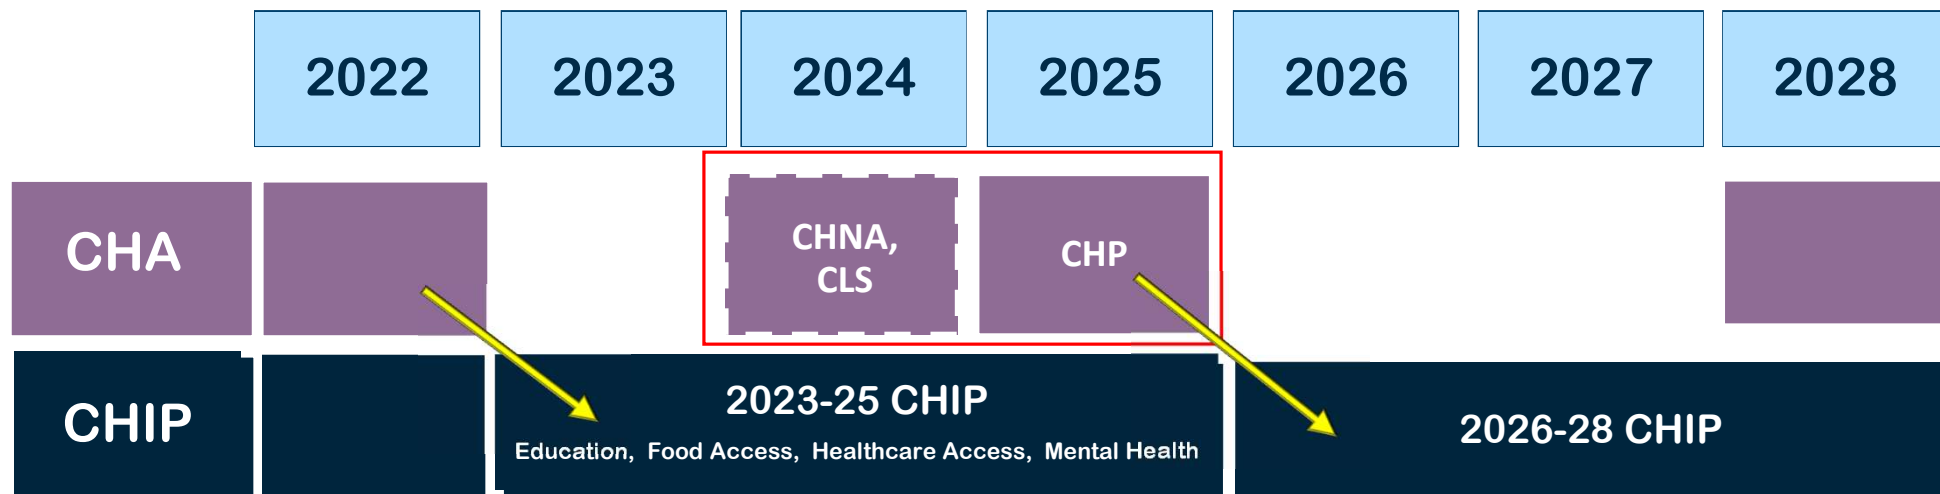 2022 2023 2024 2025 2026 2027 2028
CHA
CHNA,
CLS
CHP
CHIP
2023-25 CHIP
Education, Food Access, Healthcare Access, Mental Health
2026-28 CHIP